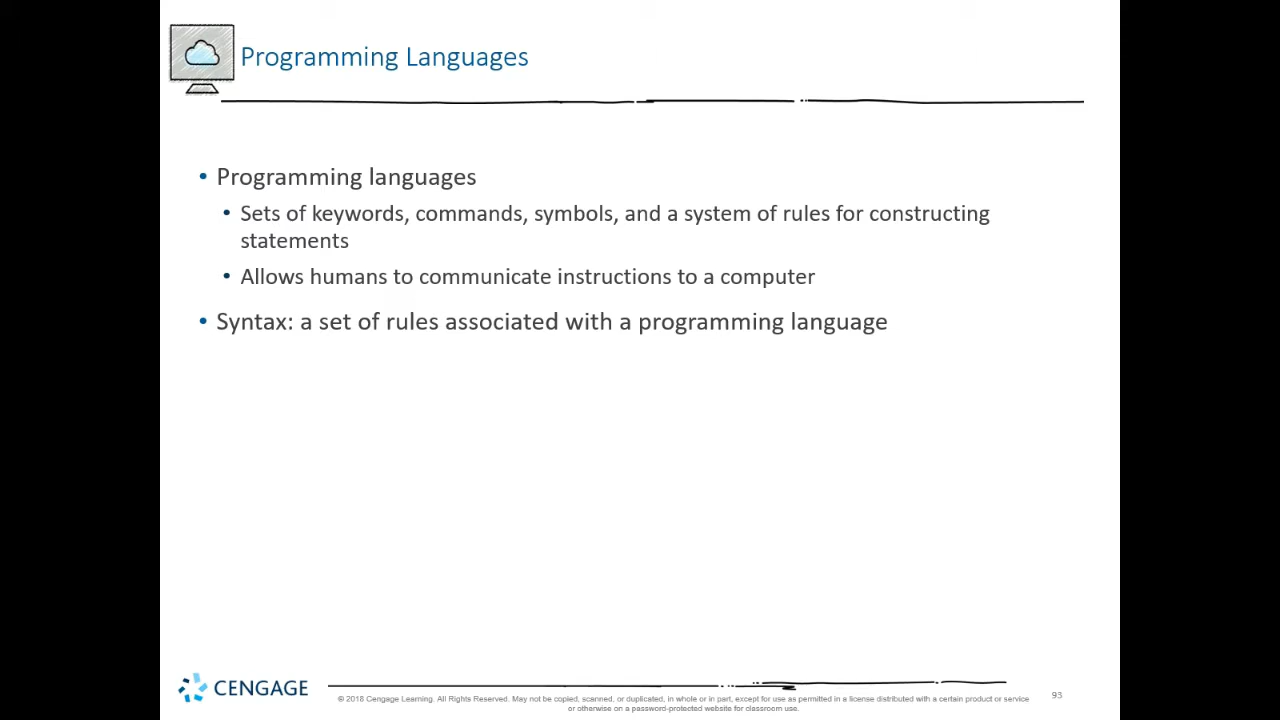 Programming Languages
• Programming languages
• Sets of keywords, commands, symbols, and a system of rules for constructing
statements
• Allows humans to communicate instructions to a computer
• Syntax: a set of rules associated with a programming language
CENGAGE
© 2018 Cengage Learning. All Rights Reserved. May not be copied, scanned, or duplicated, in whole or in part, except for use as permitted in a license distributed with a certain product or service
or otherwise on a password-protected website for classroom use.
93